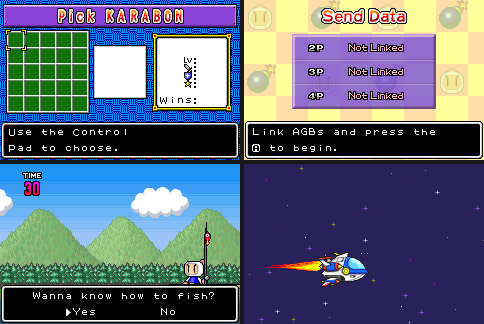 Pick KARABON
Lv
Wins:
Use the Control
Pad to choose.
Send Data
2P Not Linked
3P Not Linked
4P Not Linked
Link AGBs and press the
to begin.
TIME
30
Wanna know how to fish?
Yes No